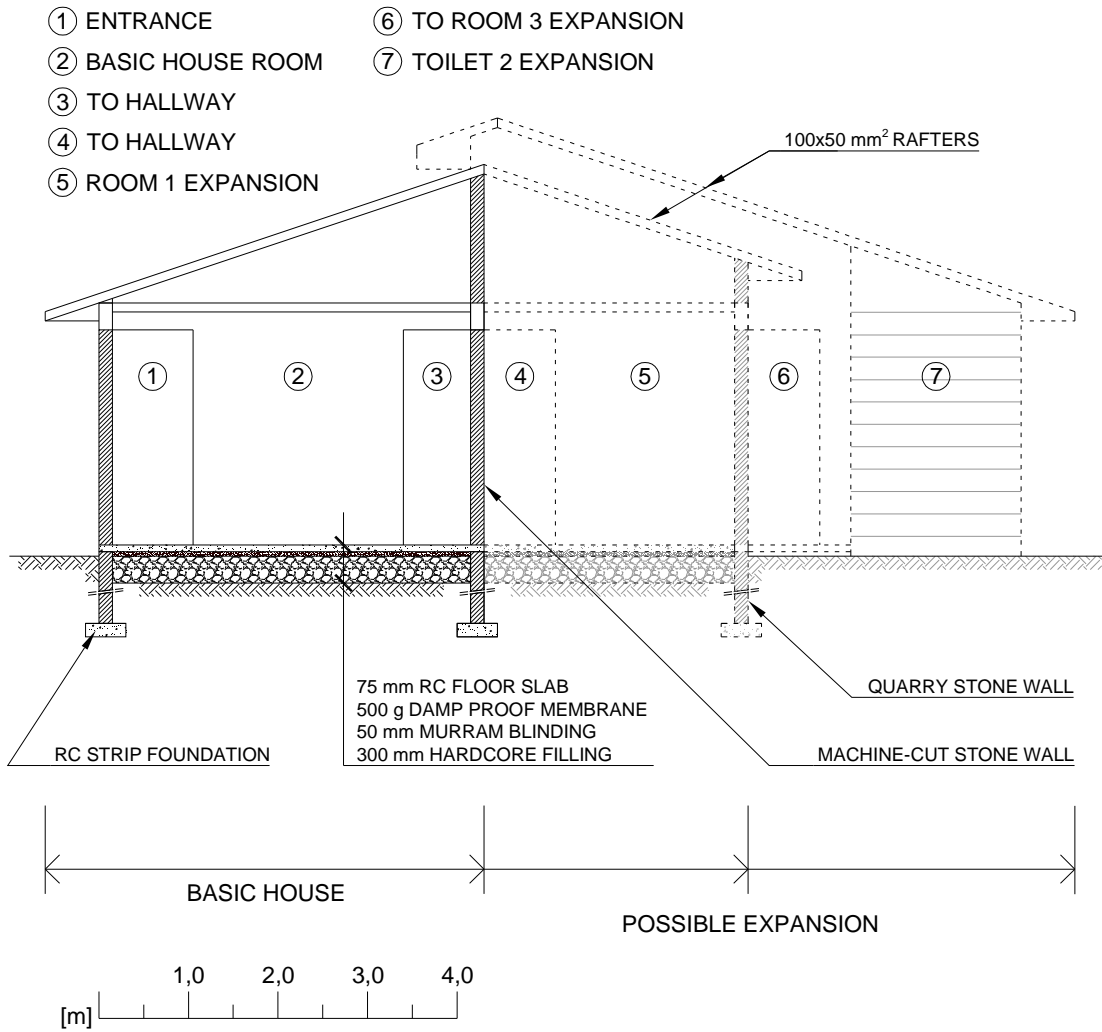 ① ENTRANCE
② BASIC HOUSE ROOM
③ TO HALLWAY
④ TO HALLWAY
⑤ ROOM 1 EXPANSION
⑥ TO ROOM 3 EXPANSION
⑦ TOILET 2 EXPANSION
100x50 mm² RAFTERS
① ② ③ ④ ⑤ ⑥ ⑦
75 mm RC FLOOR SLAB
500 g DAMP PROOF MEMBRANE
50 mm MURRAM BLINDING
300 mm HARDCORE FILLING
RC STRIP FOUNDATION
QUARRY STONE WALL
MACHINE-CUT STONE WALL
BASIC HOUSE
POSSIBLE EXPANSION
1,0 2,0 3,0 4,0
[m]